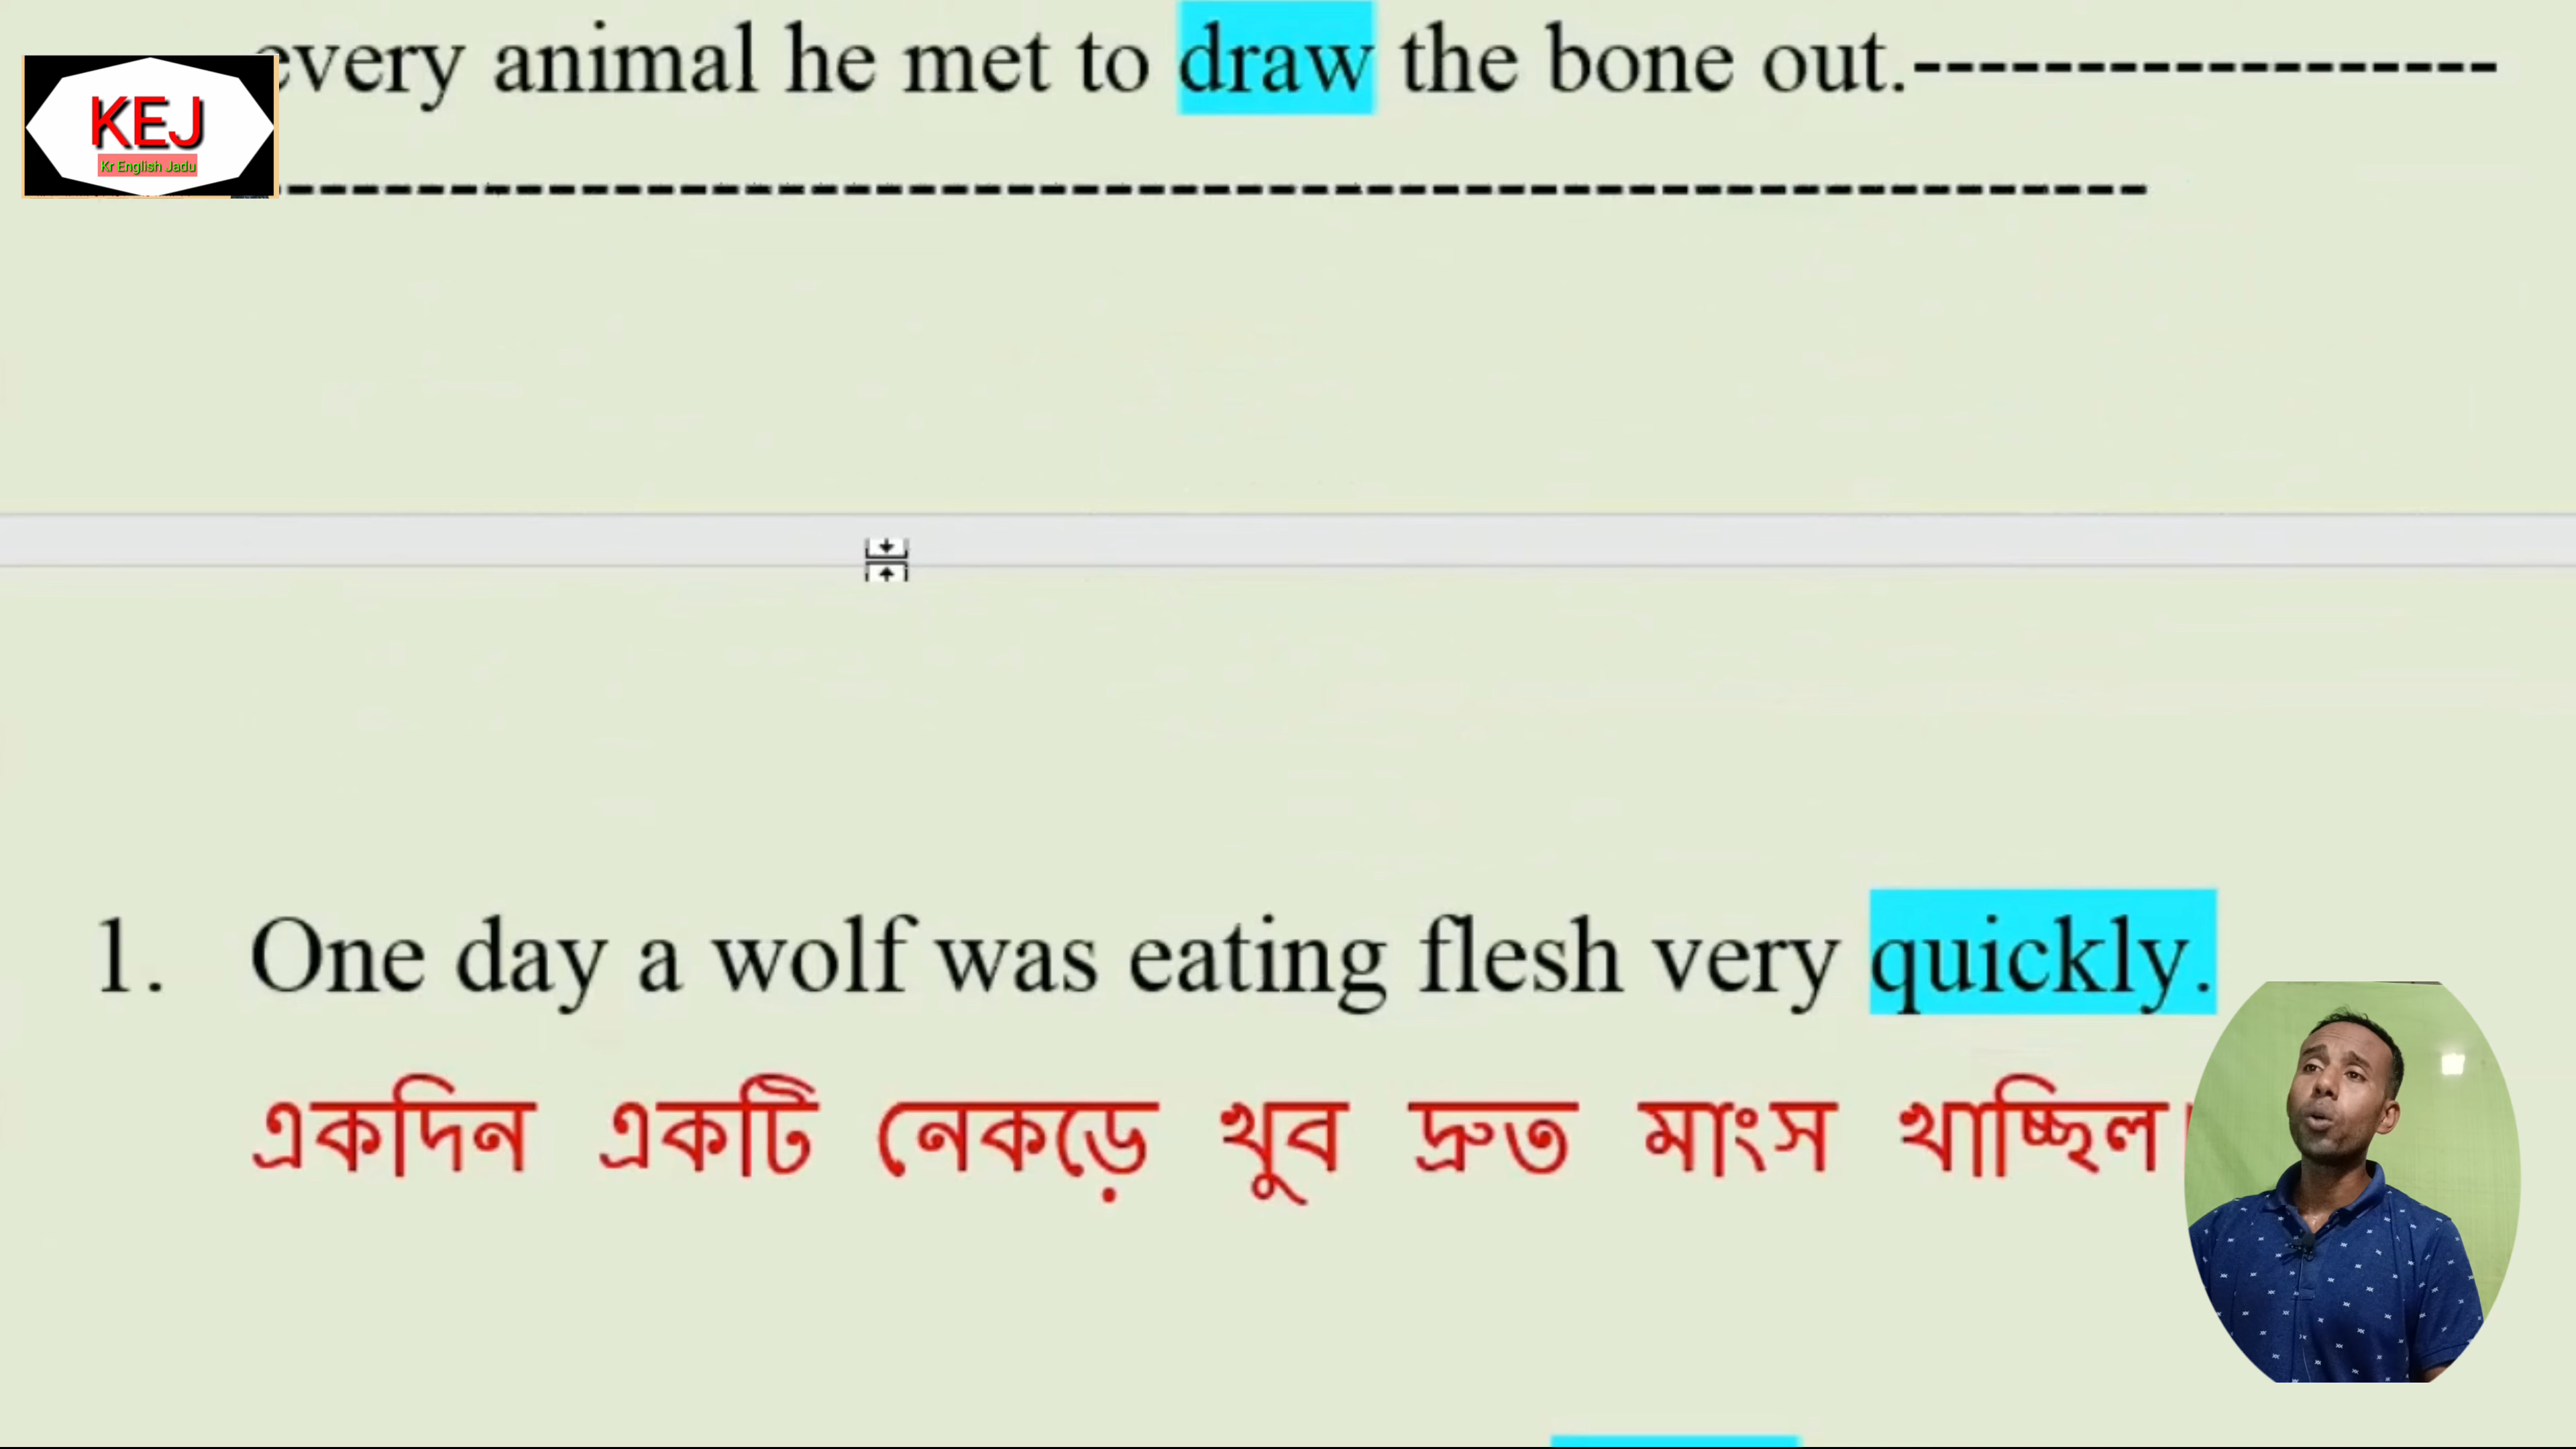 every animal he met to draw the bone out.------------------
KEJ
Kr English Jadu
---------------------------------------------------------
1. One day a wolf was eating flesh very quickly.
একদিন একটি নেকড়ে খুব দ্রুত মাংস খাচ্ছিল।